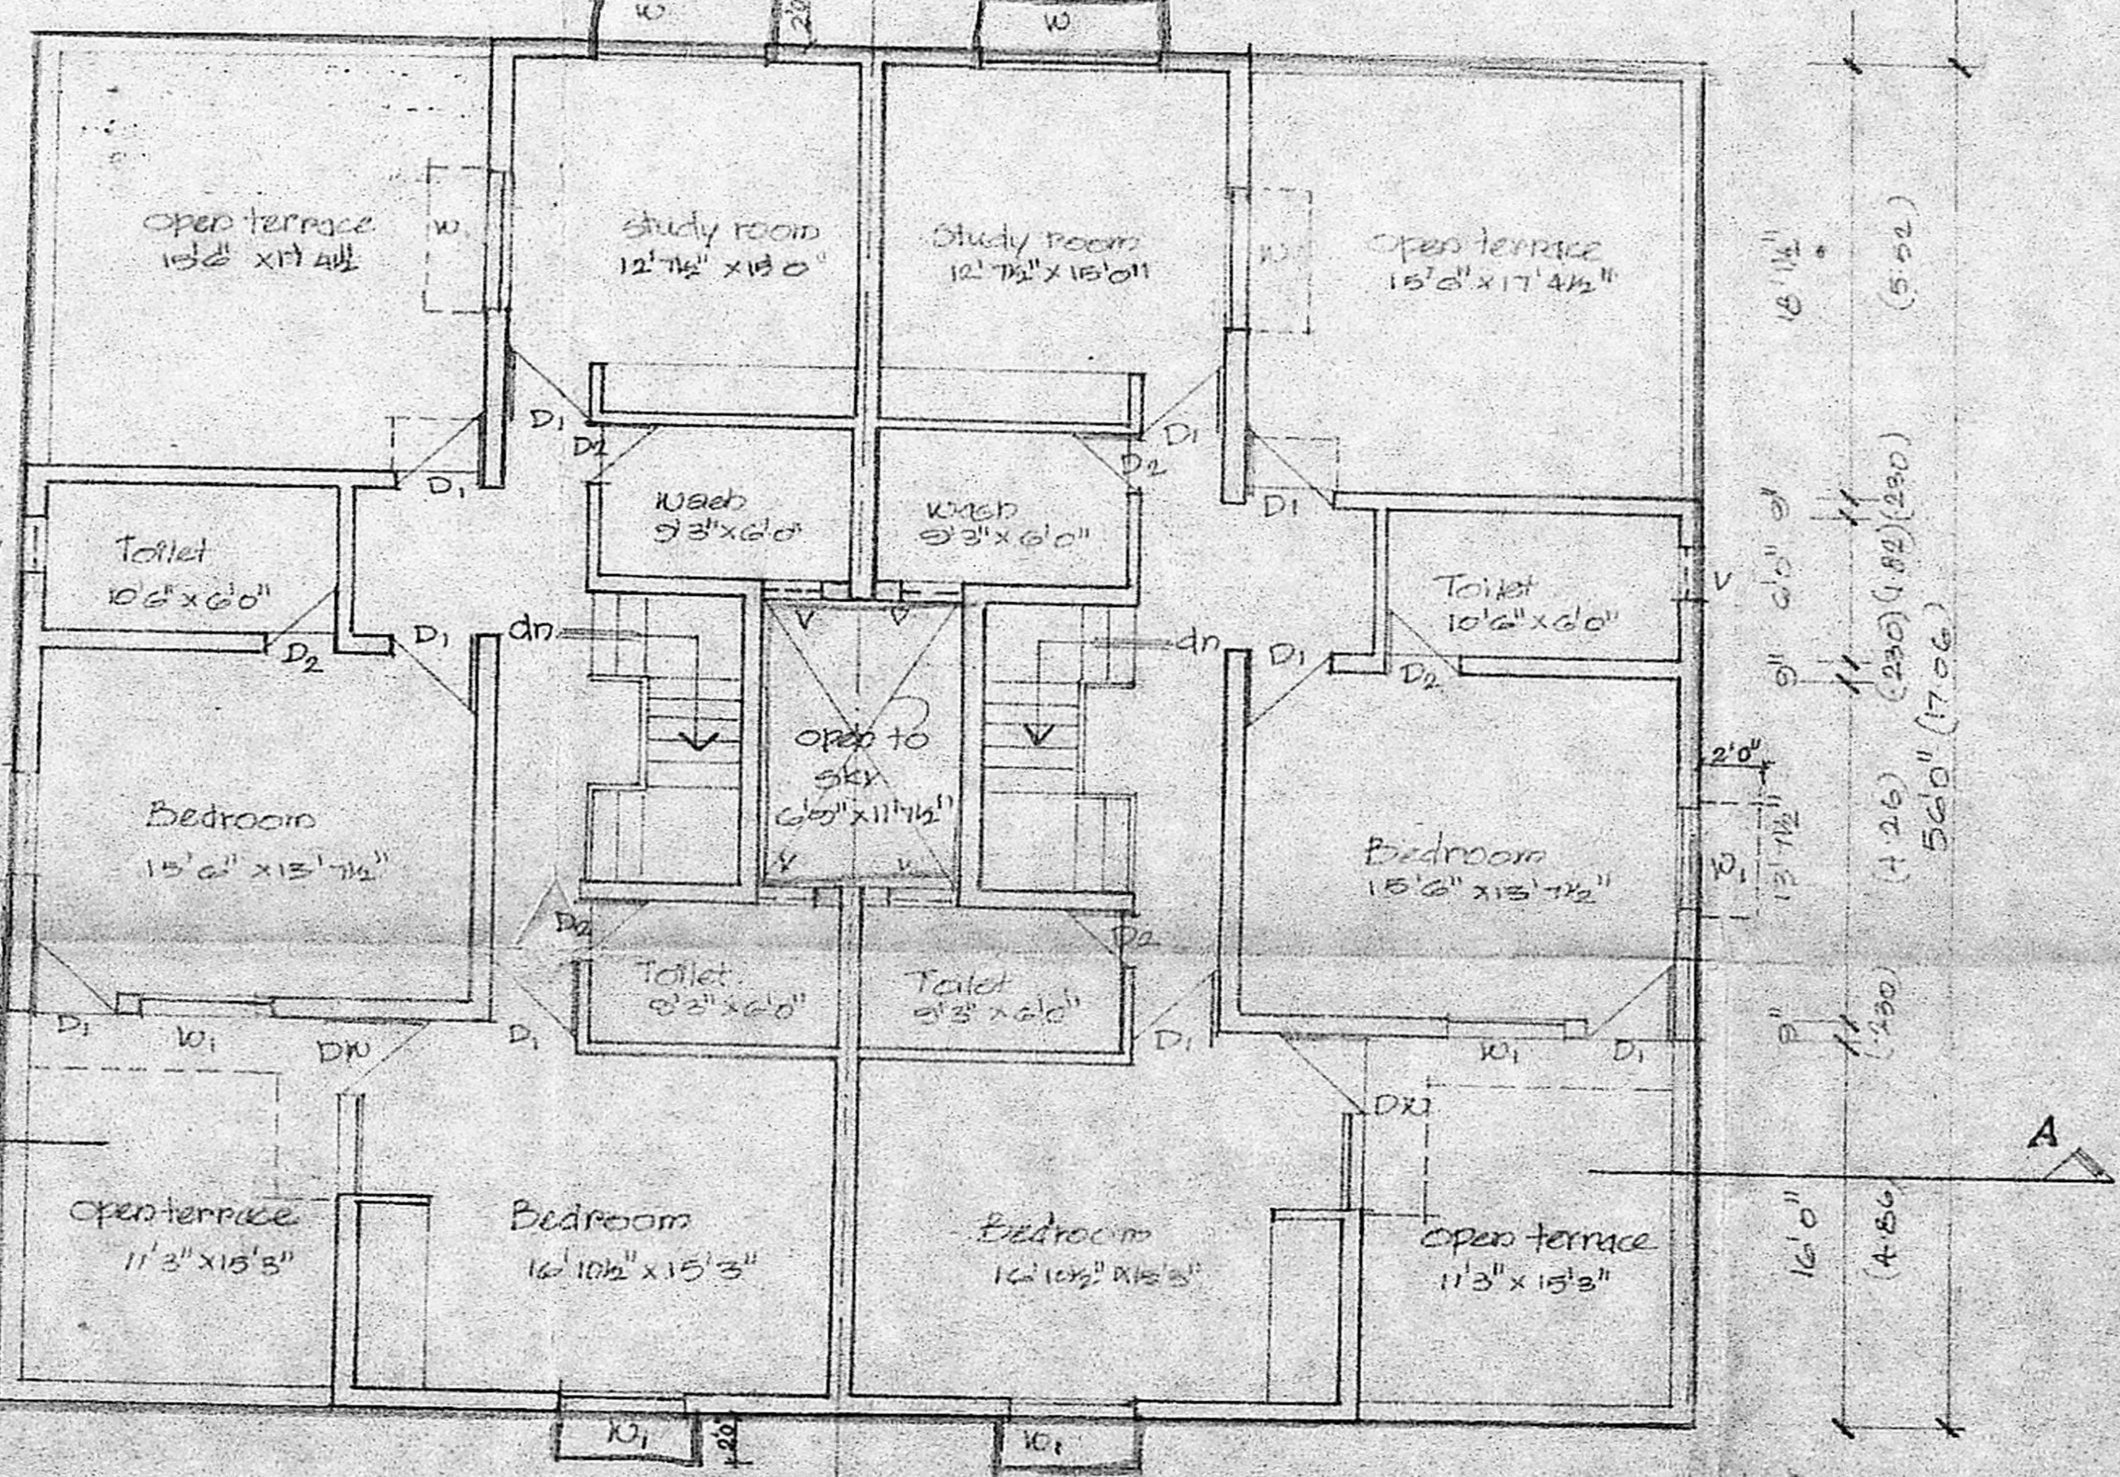 W
2'0"
W
open terrace
15'6" x 17'4½
W1
study room
12'7½" x 15'0"
study room
12'7½" x 15'0"
W
open terrace
15'6" x 17'4½"
18'1½"
(5.52)
D1
D2
D1
D1
D2
D1
wash
9'3" x 6'0"
wash
9'3" x 6'0"
Toilet
10'6" x 6'0"
Toilet
10'6" x 6'0"
V
6'0"
9"
(230)(1.82)(230)
D2
D1
dn
V
V
dn
D1
D2
9"
open to
sky
6'9" x 11'7½"
V
V
Bedroom
15'6" x 13'7½"
Bedroom
15'6" x 13'7½"
2'0"
W1
13'7½"
(4.26)
56'0" (17.06)
D2
D2
Toilet
9'3" x 6'0"
Toilet
9'3" x 6'0"
D1
W1
DW
D1
D1
W1
D1
9"
(230)
DW
A
open terrace
11'3" x 15'3"
Bedroom
16'10½" x 15'3"
Bedroom
16'10½" x 15'3"
open terrace
11'3" x 15'3"
16'0"
(4.86)
W1
2'0"
W1